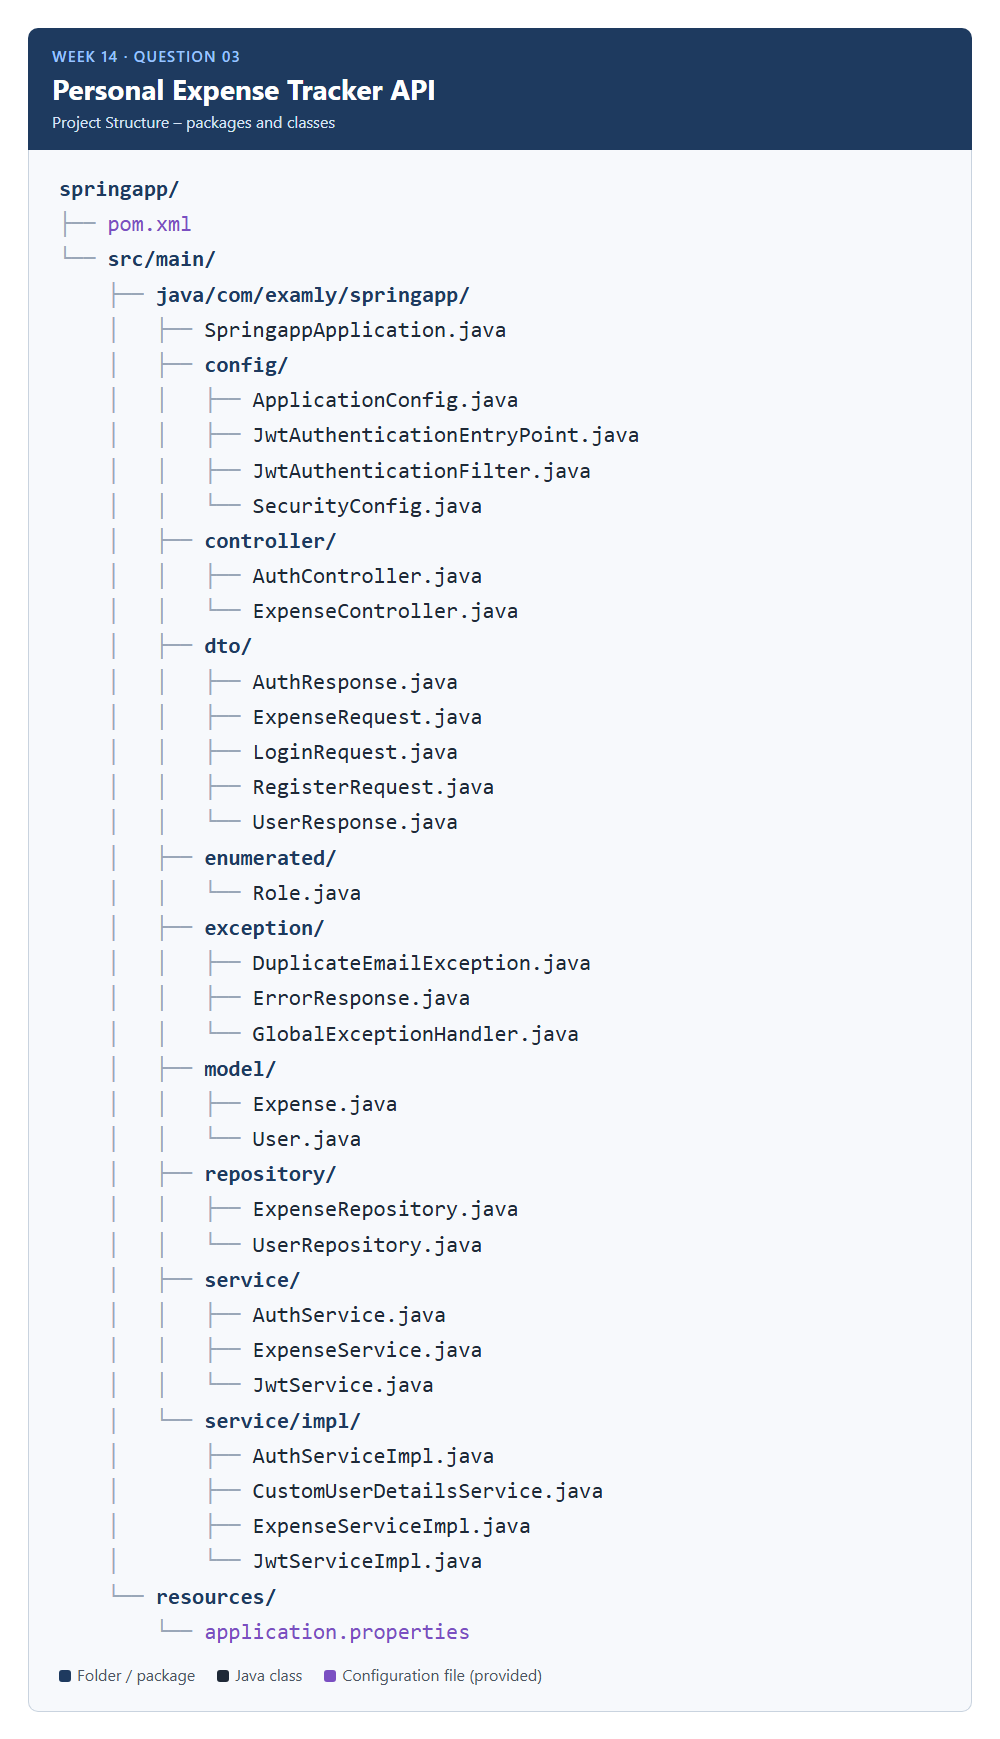 WEEK 14 · QUESTION 03
Personal Expense Tracker API
Project Structure – packages and classes
springapp/
├── pom.xml
└── src/main/
    ├── java/com/examly/springapp/
    │   ├── SpringappApplication.java
    │   ├── config/
    │   │   ├── ApplicationConfig.java
    │   │   ├── JwtAuthenticationEntryPoint.java
    │   │   ├── JwtAuthenticationFilter.java
    │   │   └── SecurityConfig.java
    │   ├── controller/
    │   │   ├── AuthController.java
    │   │   └── ExpenseController.java
    │   ├── dto/
    │   │   ├── AuthResponse.java
    │   │   ├── ExpenseRequest.java
    │   │   ├── LoginRequest.java
    │   │   ├── RegisterRequest.java
    │   │   └── UserResponse.java
    │   ├── enumerated/
    │   │   └── Role.java
    │   ├── exception/
    │   │   ├── DuplicateEmailException.java
    │   │   ├── ErrorResponse.java
    │   │   └── GlobalExceptionHandler.java
    │   ├── model/
    │   │   ├── Expense.java
    │   │   └── User.java
    │   ├── repository/
    │   │   ├── ExpenseRepository.java
    │   │   └── UserRepository.java
    │   ├── service/
    │   │   ├── AuthService.java
    │   │   ├── ExpenseService.java
    │   │   └── JwtService.java
    │   └── service/impl/
    │       ├── AuthServiceImpl.java
    │       ├── CustomUserDetailsService.java
    │       ├── ExpenseServiceImpl.java
    │       └── JwtServiceImpl.java
    └── resources/
        └── application.properties
Folder / package Java class Configuration file (provided)